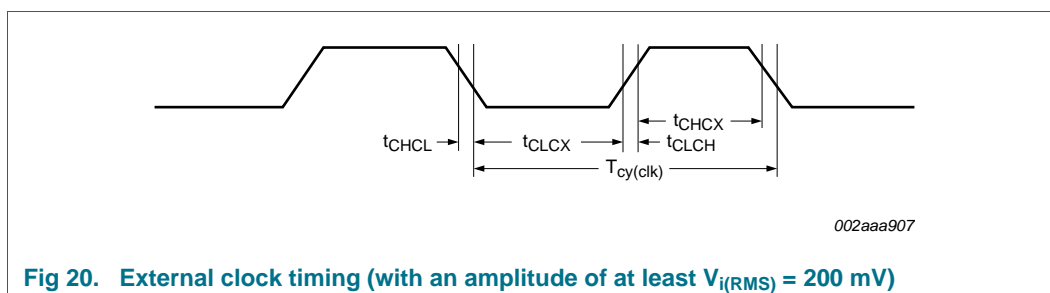 tCHCX
tCHCL
tCLCX
tCLCH
Tcy(clk)
002aaa907
Fig 20. External clock timing (with an amplitude of at least Vi(RMS) = 200 mV)